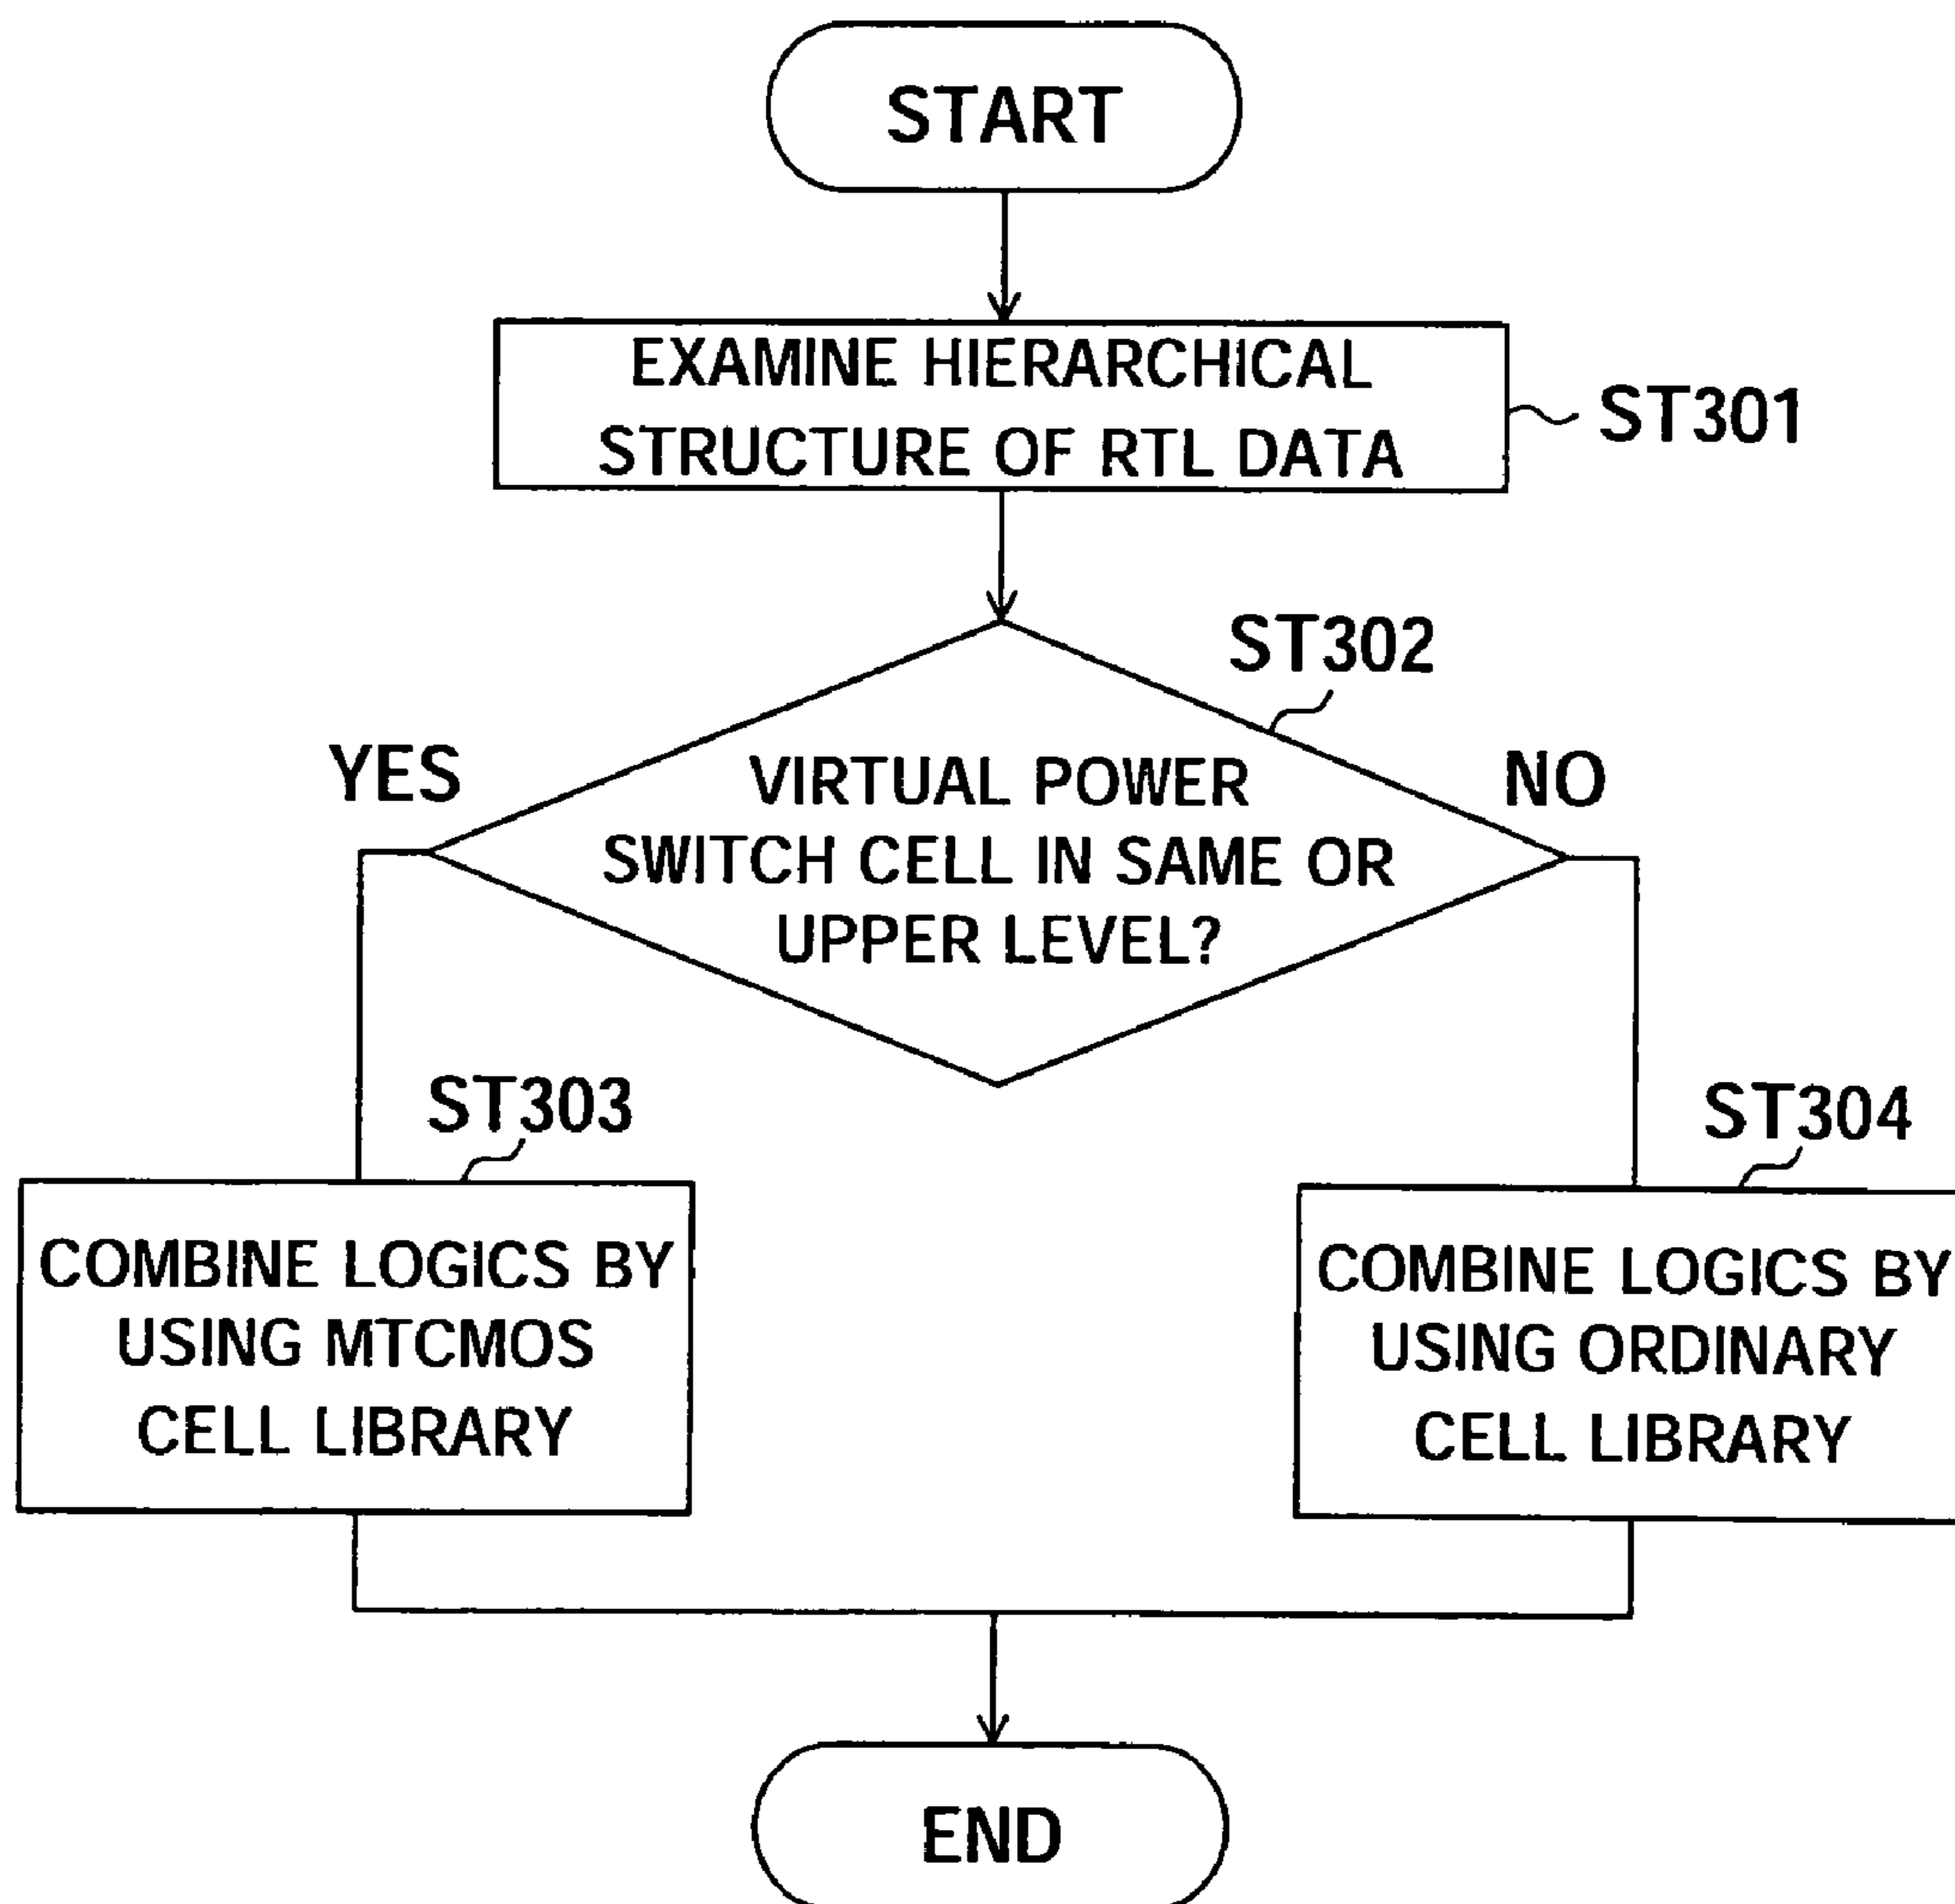 START
EXAMINE HIERARCHICAL
STRUCTURE OF RTL DATA
ST301
ST302
YES
NO
VIRTUAL POWER
SWITCH CELL IN SAME OR
UPPER LEVEL?
ST303
ST304
COMBINE LOGICS BY
USING MTCMOS
CELL LIBRARY
COMBINE LOGICS BY
USING ORDINARY
CELL LIBRARY
END